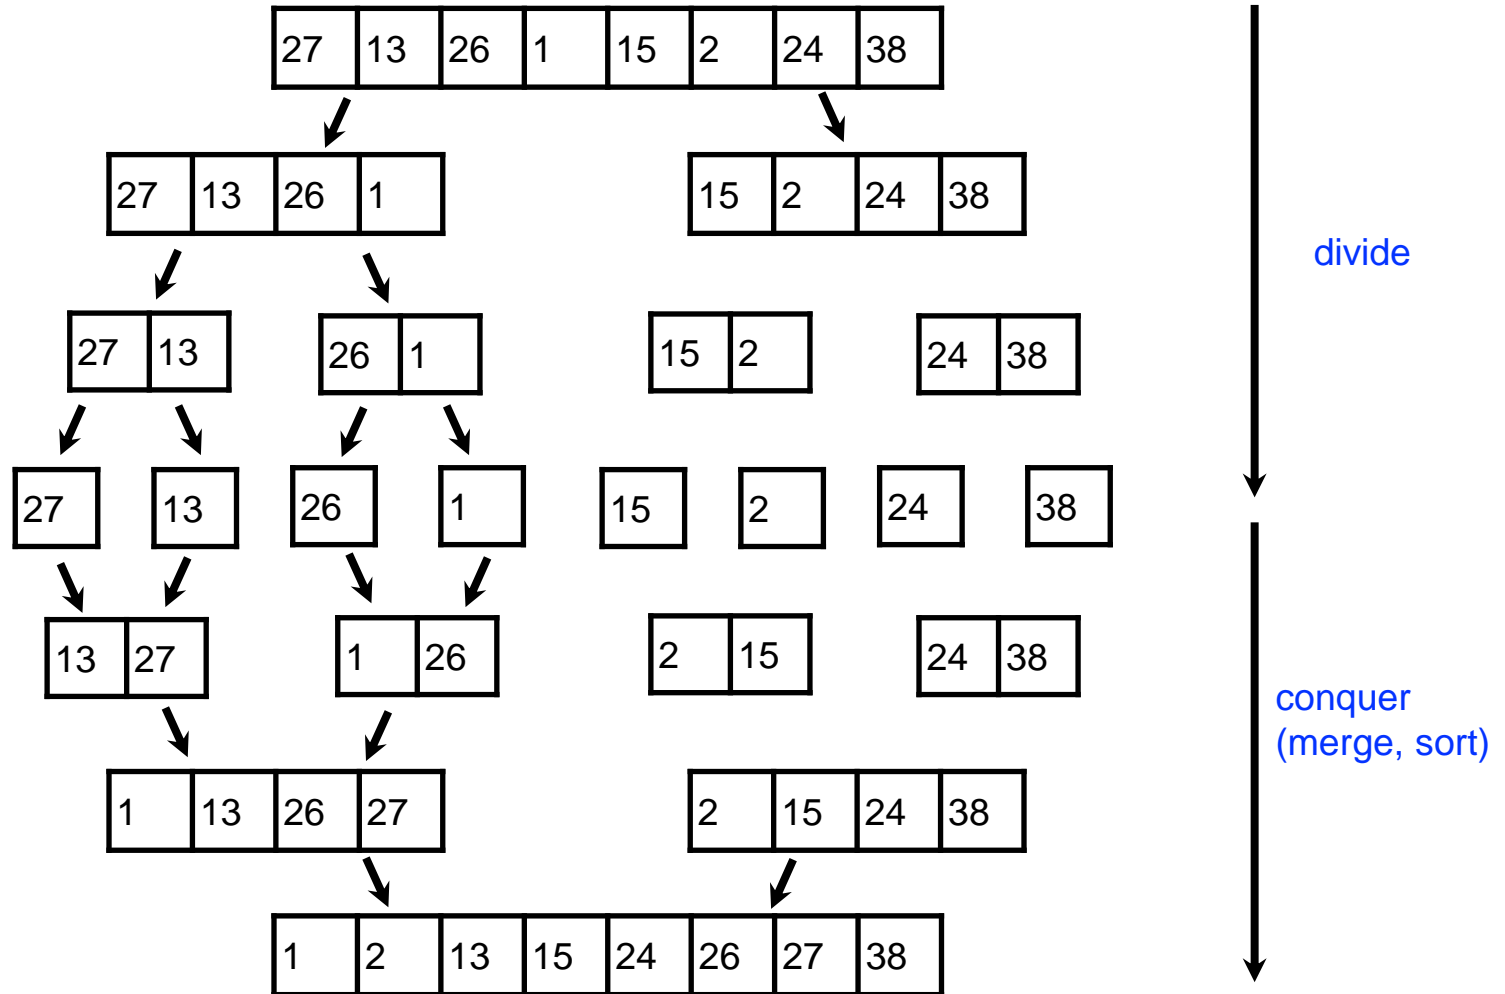 27 13 26 1 15 2 24 38
27 13 26 1 15 2 24 38
divide
27 13 26 1 15 2 24 38
27 13 26 1 15 2 24 38
13 27 1 26 2 15 24 38
conquer
(merge, sort)
1 13 26 27 2 15 24 38
1 2 13 15 24 26 27 38